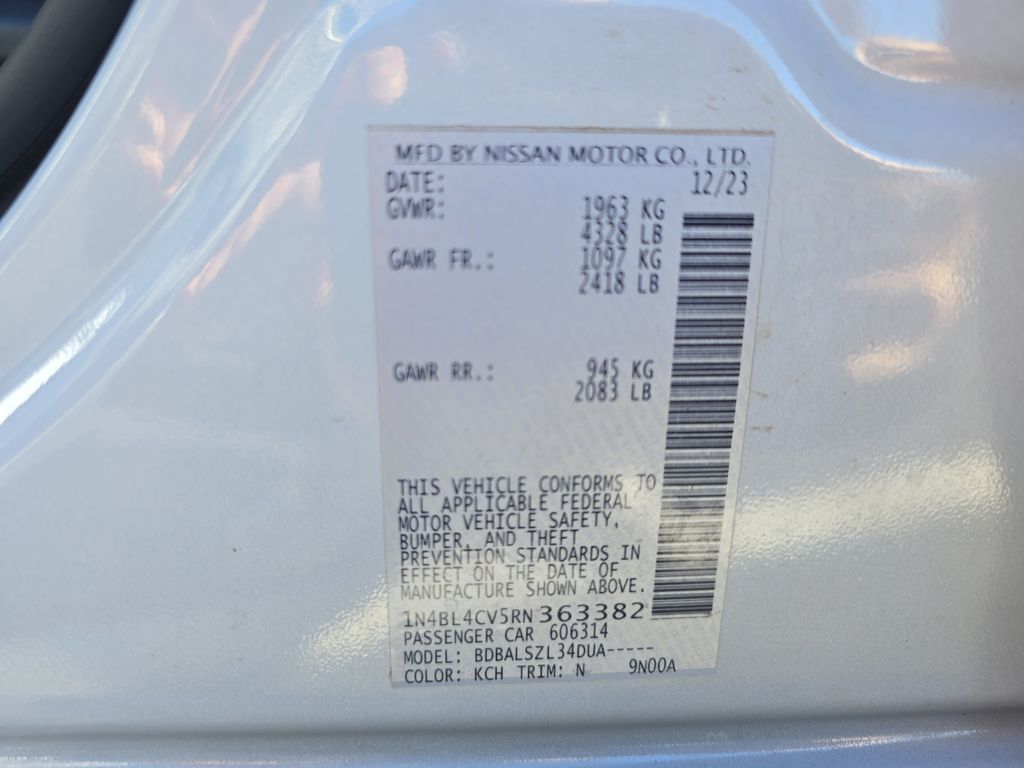 MFD BY NISSAN MOTOR CO., LTD.
DATE: 12/23
GVWR: 1963 KG
4328 LB
GAWR FR.: 1097 KG
2418 LB
GAWR RR.: 945 KG
2083 LB
THIS VEHICLE CONFORMS TO
ALL APPLICABLE FEDERAL
MOTOR VEHICLE SAFETY,
BUMPER, AND THEFT
PREVENTION STANDARDS IN
EFFECT ON THE DATE OF
MANUFACTURE SHOWN ABOVE.
1N4BL4CV5RN363382
PASSENGER CAR 606314
MODEL: BDBALSZL34DUA-----
COLOR: KCH TRIM: N 9N00A